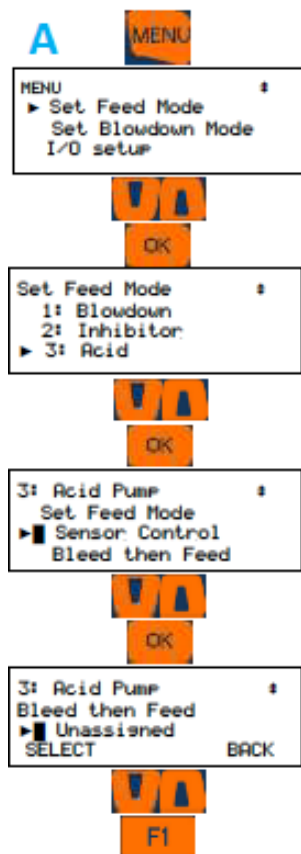 A
MENU
MENU
Set Feed Mode
Set Blowdown Mode
I/O setup
OK
Set Feed Mode
1: Blowdown
2: Inhibitor
3: Acid
OK
3: Acid Pump
Set Feed Mode
Sensor Control
Bleed then Feed
OK
3: Acid Pump
Bleed then Feed
Unassigned
SELECT BACK
F1